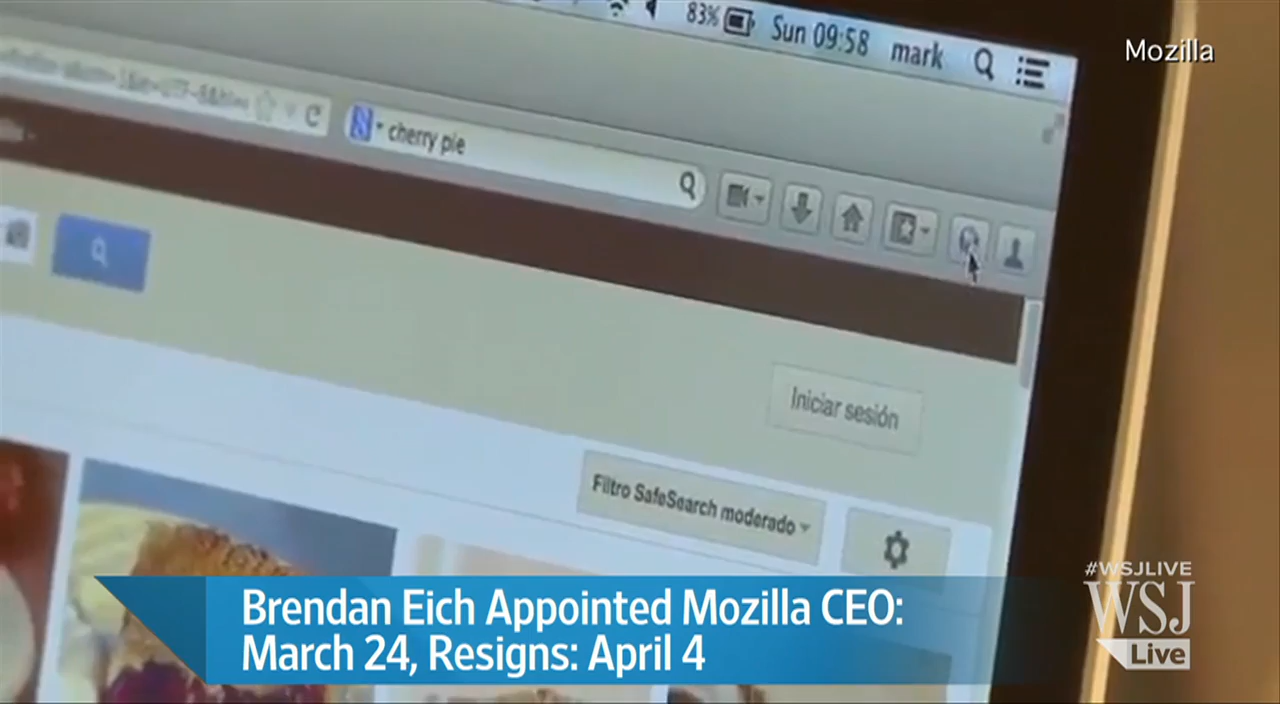 83%
Sun 09:58 mark
Mozilla
cherry pie
Iniciar sesión
Filtro SafeSearch moderado
Brendan Eich Appointed Mozilla CEO:
March 24, Resigns: April 4
#WSJLIVE
WSJ
Live